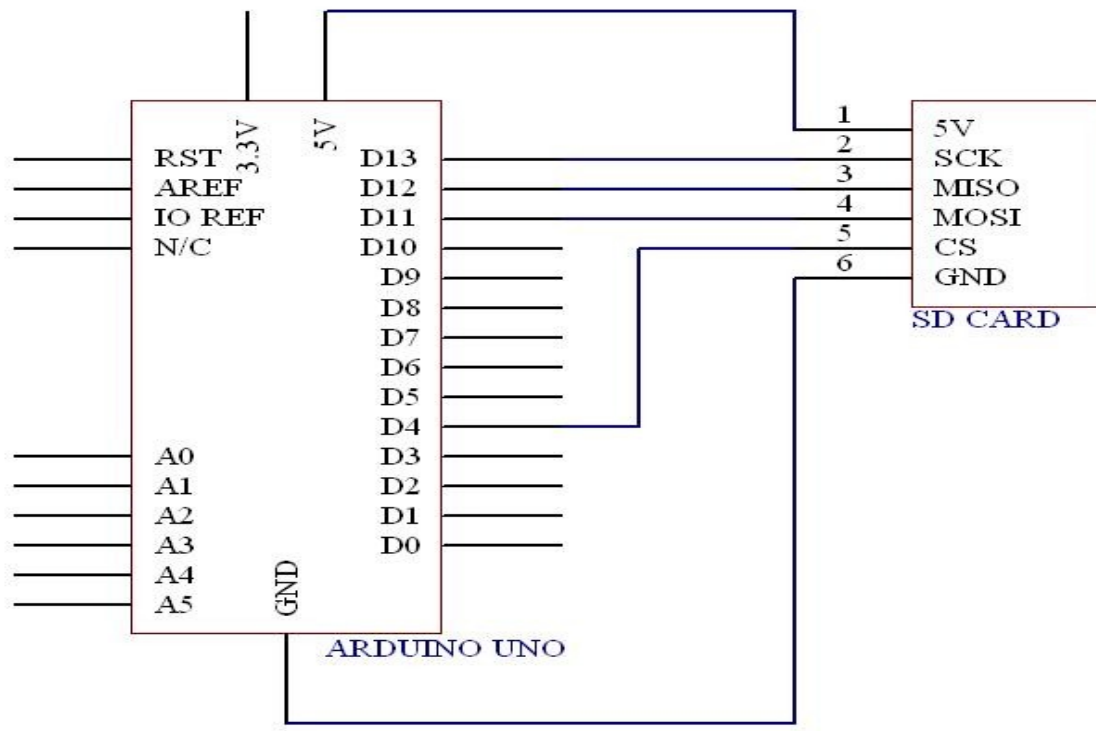 3.3V
5V
RST
AREF
IO REF
N/C
A0
A1
A2
A3
A4
A5
GND
D13
D12
D11
D10
D9
D8
D7
D6
D5
D4
D3
D2
D1
D0
ARDUINO UNO
1
2
3
4
5
6
5V
SCK
MISO
MOSI
CS
GND
SD CARD